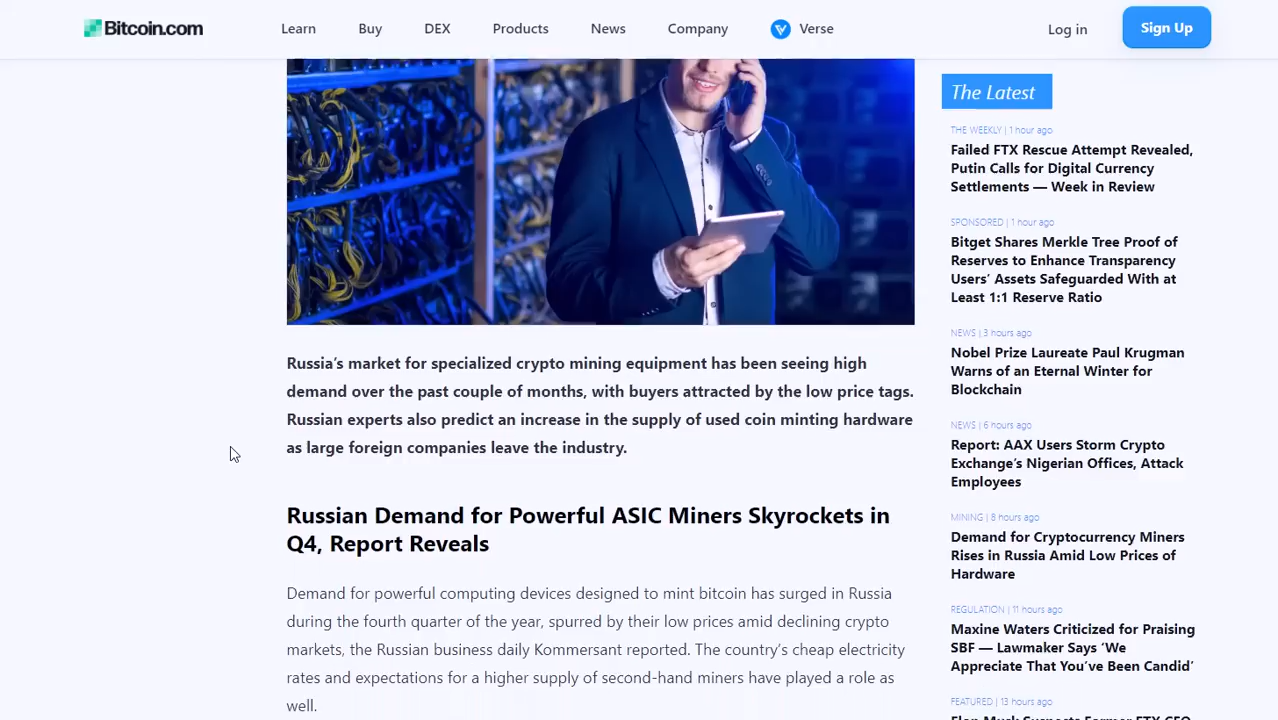 Bitcoin.com
Learn
Buy
DEX
Products
News
Company
Verse
Log in
Sign Up
Russia’s market for specialized crypto mining equipment has been seeing high
demand over the past couple of months, with buyers attracted by the low price tags.
Russian experts also predict an increase in the supply of used coin minting hardware
as large foreign companies leave the industry.
Russian Demand for Powerful ASIC Miners Skyrockets in
Q4, Report Reveals
Demand for powerful computing devices designed to mint bitcoin has surged in Russia
during the fourth quarter of the year, spurred by their low prices amid declining crypto
markets, the Russian business daily Kommersant reported. The country’s cheap electricity
rates and expectations for a higher supply of second-hand miners have played a role as
well.
The Latest
THE WEEKLY | 1 hour ago
Failed FTX Rescue Attempt Revealed,
Putin Calls for Digital Currency
Settlements — Week in Review
SPONSORED | 1 hour ago
Bitget Shares Merkle Tree Proof of
Reserves to Enhance Transparency
Users’ Assets Safeguarded With at
Least 1:1 Reserve Ratio
NEWS | 3 hours ago
Nobel Prize Laureate Paul Krugman
Warns of an Eternal Winter for
Blockchain
NEWS | 6 hours ago
Report: AAX Users Storm Crypto
Exchange’s Nigerian Offices, Attack
Employees
MINING | 8 hours ago
Demand for Cryptocurrency Miners
Rises in Russia Amid Low Prices of
Hardware
REGULATION | 11 hours ago
Maxine Waters Criticized for Praising
SBF — Lawmaker Says ‘We
Appreciate That You’ve Been Candid’
FEATURED | 13 hours ago
Elon Musk Suspects Former FTX CEO